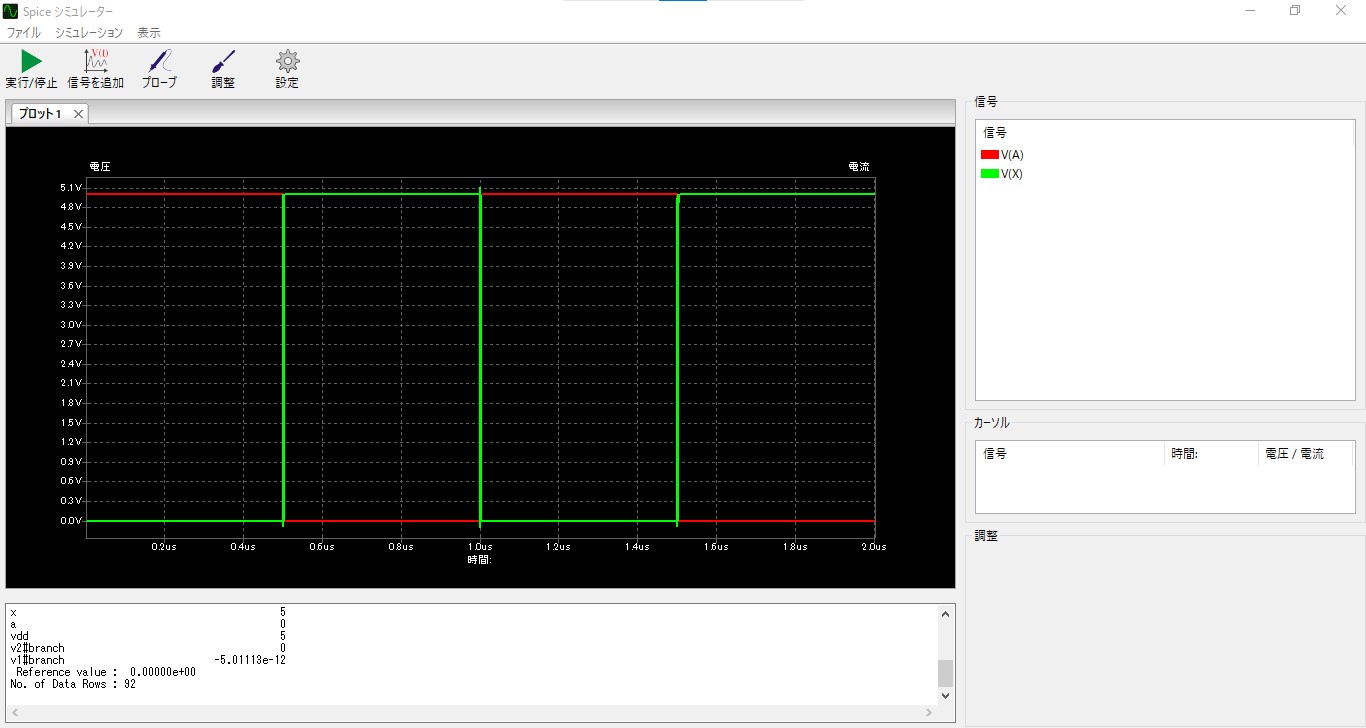 Spice シミュレーター
ファイル シミュレーション 表示
実行/停止 信号を追加 プローブ 調整 設定
V(t)
プロット 1
電圧
電流
5.1V
4.8V
4.5V
4.2V
3.9V
3.6V
3.3V
3.0V
2.7V
2.4V
2.1V
1.8V
1.5V
1.2V
0.9V
0.6V
0.3V
0.0V
0.2us 0.4us 0.6us 0.8us 1.0us 1.2us 1.4us 1.6us 1.8us 2.0us
時間:
信号
信号
V(A)
V(X)
カーソル
信号 時間: 電圧 / 電流
調整
x 5
a 0
vdd 5
v2#branch 0
v1#branch -5.01113e-12
Reference value : 0.00000e+00
No. of Data Rows : 92